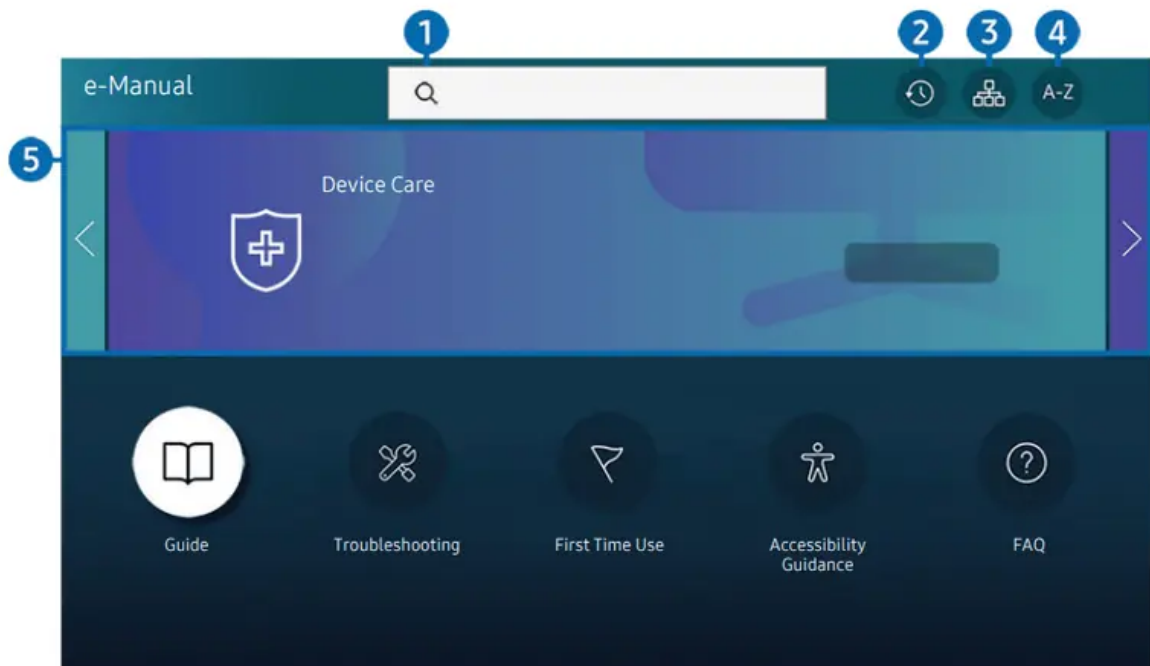 1
2
3
4
e-Manual
A-Z
5
Device Care
Guide
Troubleshooting
First Time Use
Accessibility
Guidance
FAQ